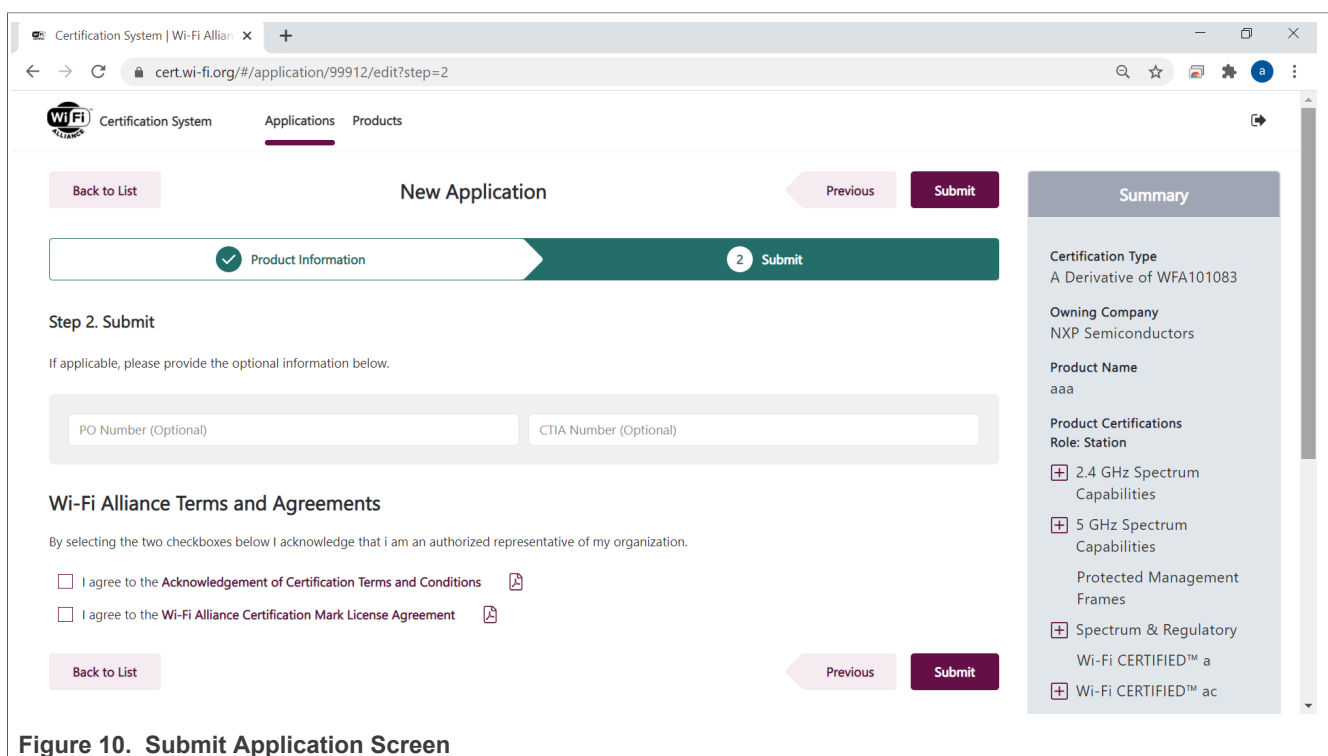 Certification System | Wi-Fi Allian
cert.wi-fi.org/#/application/99912/edit?step=2
a
Wi Fi ™
ALLIANCE
Certification System
Applications
Products
Back to List
New Application
Previous
Submit
Product Information
2 Submit
Step 2. Submit
If applicable, please provide the optional information below.
PO Number (Optional)
CTIA Number (Optional)
Wi-Fi Alliance Terms and Agreements
By selecting the two checkboxes below I acknowledge that i am an authorized representative of my organization.
I agree to the Acknowledgement of Certification Terms and Conditions
I agree to the Wi-Fi Alliance Certification Mark License Agreement
Back to List
Previous
Submit
Summary
Certification Type
A Derivative of WFA101083
Owning Company
NXP Semiconductors
Product Name
aaa
Product Certifications
Role: Station
2.4 GHz Spectrum
Capabilities
5 GHz Spectrum
Capabilities
Protected Management
Frames
Spectrum & Regulatory
Wi-Fi CERTIFIED™ a
Wi-Fi CERTIFIED™ ac
Figure 10. Submit Application Screen